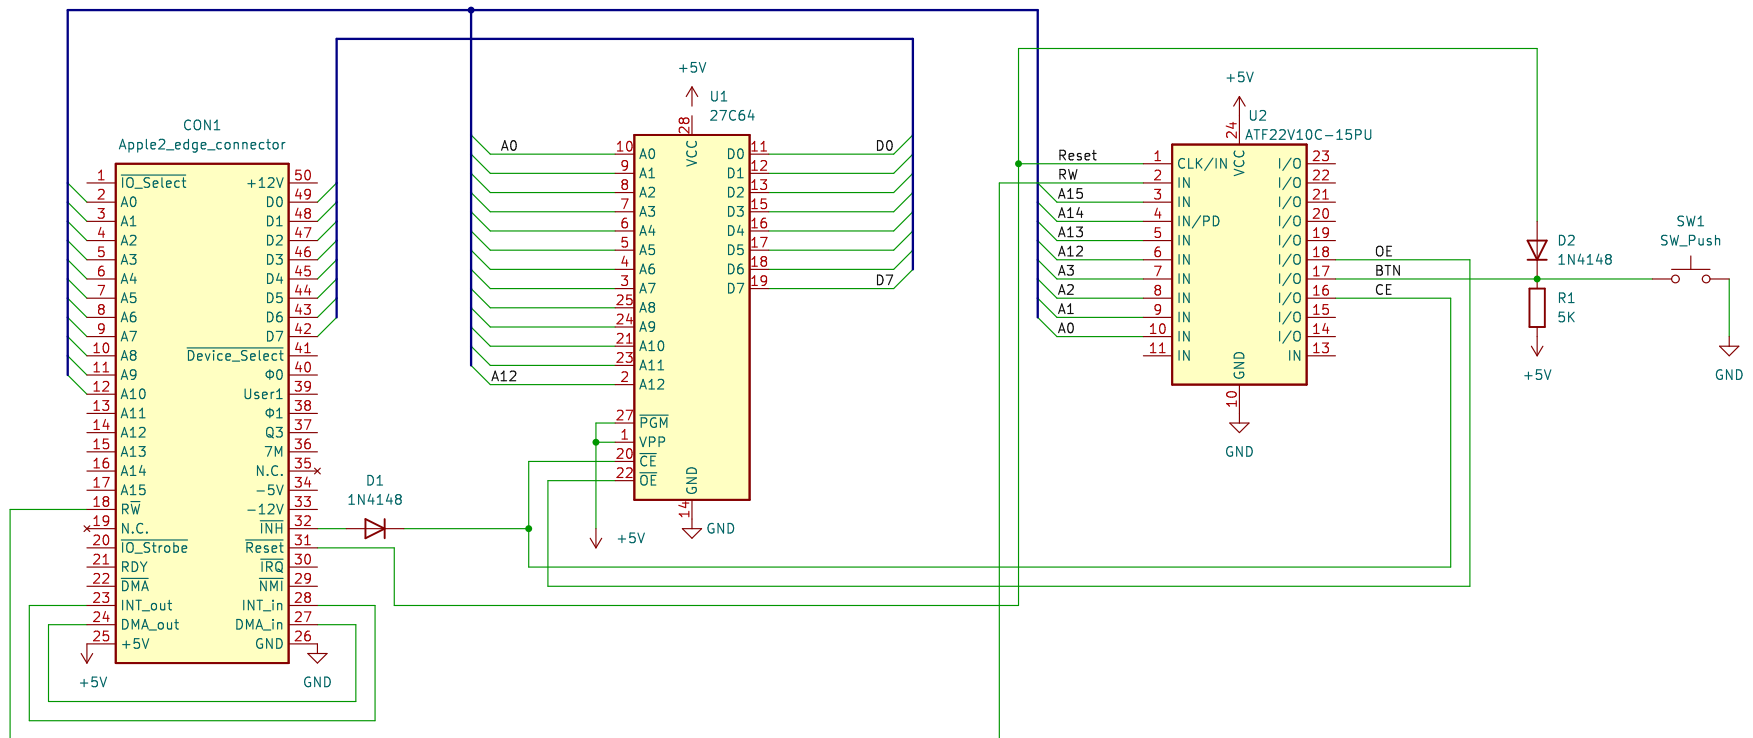 CON1
Apple2_edge_connector
1 IO_Select +12V 50
2 A0 D0 49
3 A1 D1 48
4 A2 D2 47
5 A3 D3 46
6 A4 D4 45
7 A5 D5 44
8 A6 D6 43
9 A7 D7 42
10 A8 Device_Select 41
11 A9 Φ0 40
12 A10 User1 39
13 A11 Φ1 38
14 A12 Q3 37
15 A13 7M 36
16 A14 N.C. 35
17 A15 -5V 34
18 RW -12V 33
19 N.C. INH 32
20 IO_Strobe Reset 31
21 RDY IRQ 30
22 DMA NMI 29
23 INT_out INT_in 28
24 DMA_out DMA_in 27
25 +5V GND 26
+5V
GND
D1
1N4148
+5V
U1
27C64
28
VCC
A0 10 A0 D0 11 D0
9 A1 D1 12
8 A2 D2 13
7 A3 D3 15
6 A4 D4 16
5 A5 D5 17
4 A6 D6 18
3 A7 D7 19 D7
25 A8
24 A9
21 A10
23 A11
A12 2 A12
27 PGM
1 VPP
20 CE
22 OE
GND
14
GND
+5V
+5V
U2
ATF22V10C-15PU
24
VCC
Reset 1 CLK/IN I/O 23
RW 2 IN I/O 22
A15 3 IN I/O 21
A14 4 IN/PD I/O 20
A13 5 IN I/O 19
A12 6 IN I/O 18 OE
A3 7 IN I/O 17 BTN
A2 8 IN I/O 16 CE
A1 9 IN I/O 15
A0 10 IN I/O 14
11 IN IN 13
GND
10
GND
D2
1N4148
R1
5K
+5V
SW1
SW_Push
GND